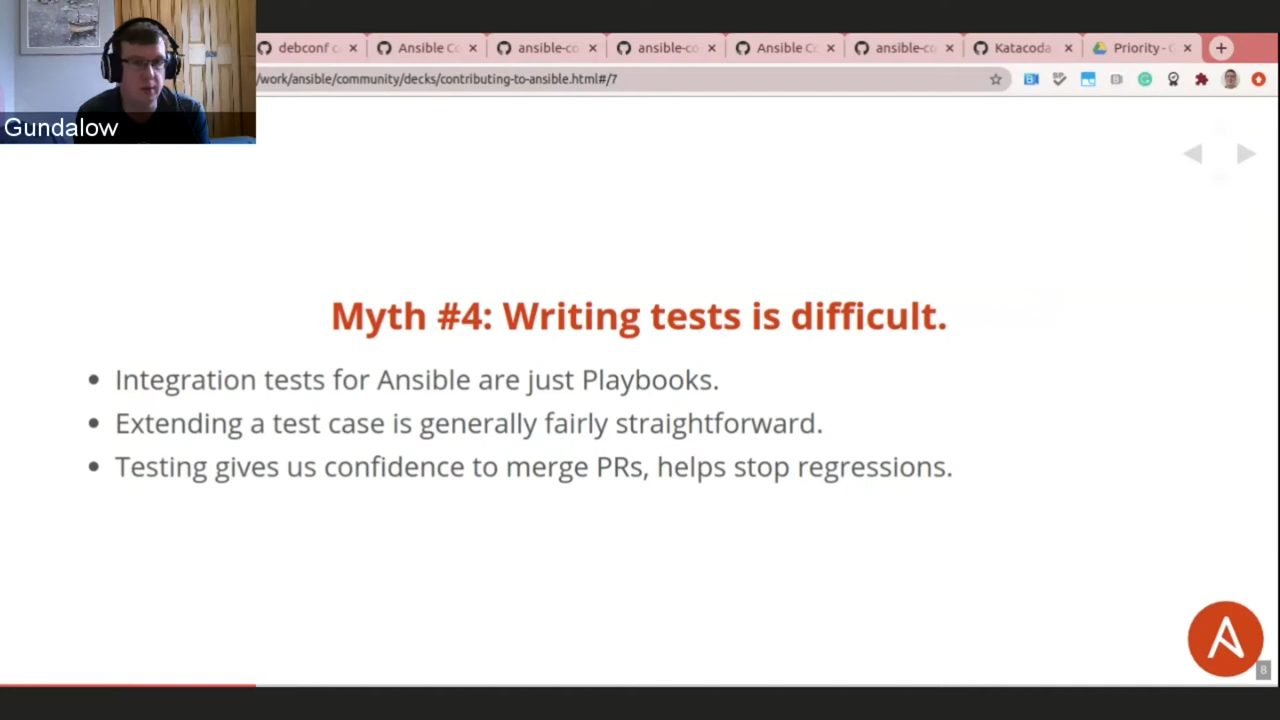 debconf c
Ansible C
ansible-co
ansible-co
Ansible C
ansible-co
Katacoda
Priority - G
/work/ansible/community/decks/contributing-to-ansible.html#/7
Gundalow
Myth #4: Writing tests is difficult.
• Integration tests for Ansible are just Playbooks.
• Extending a test case is generally fairly straightforward.
• Testing gives us confidence to merge PRs, helps stop regressions.
A
8